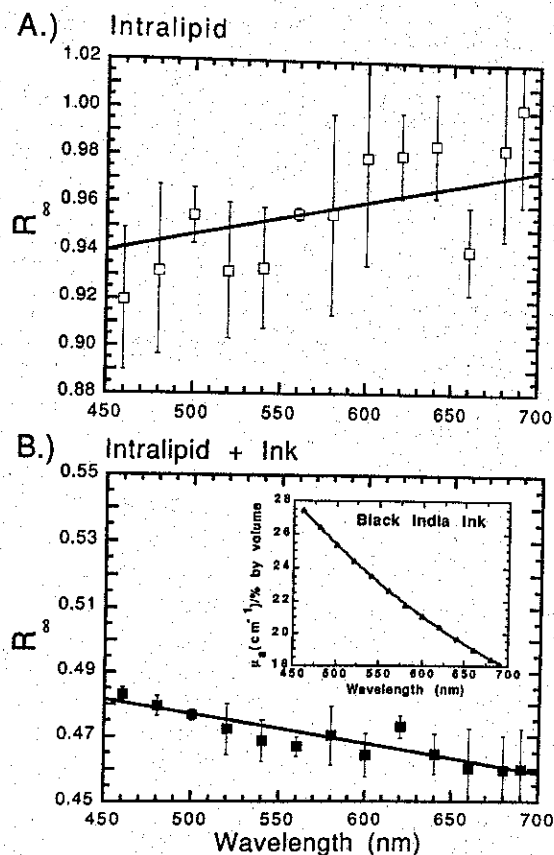 A.) Intralipid
1.02
1.00
0.98
0.96
0.94
0.92
0.90
0.88
R∞
450 500 550 600 650 700
B.) Intralipid + Ink
0.55
0.53
0.51
0.49
0.47
0.45
R∞
28
26
24
22
20
18
μa(cm-1)/% by volume
Black India Ink
450 500 550 600 650 700
Wavelength (nm)
450 500 550 600 650 700
Wavelength (nm)